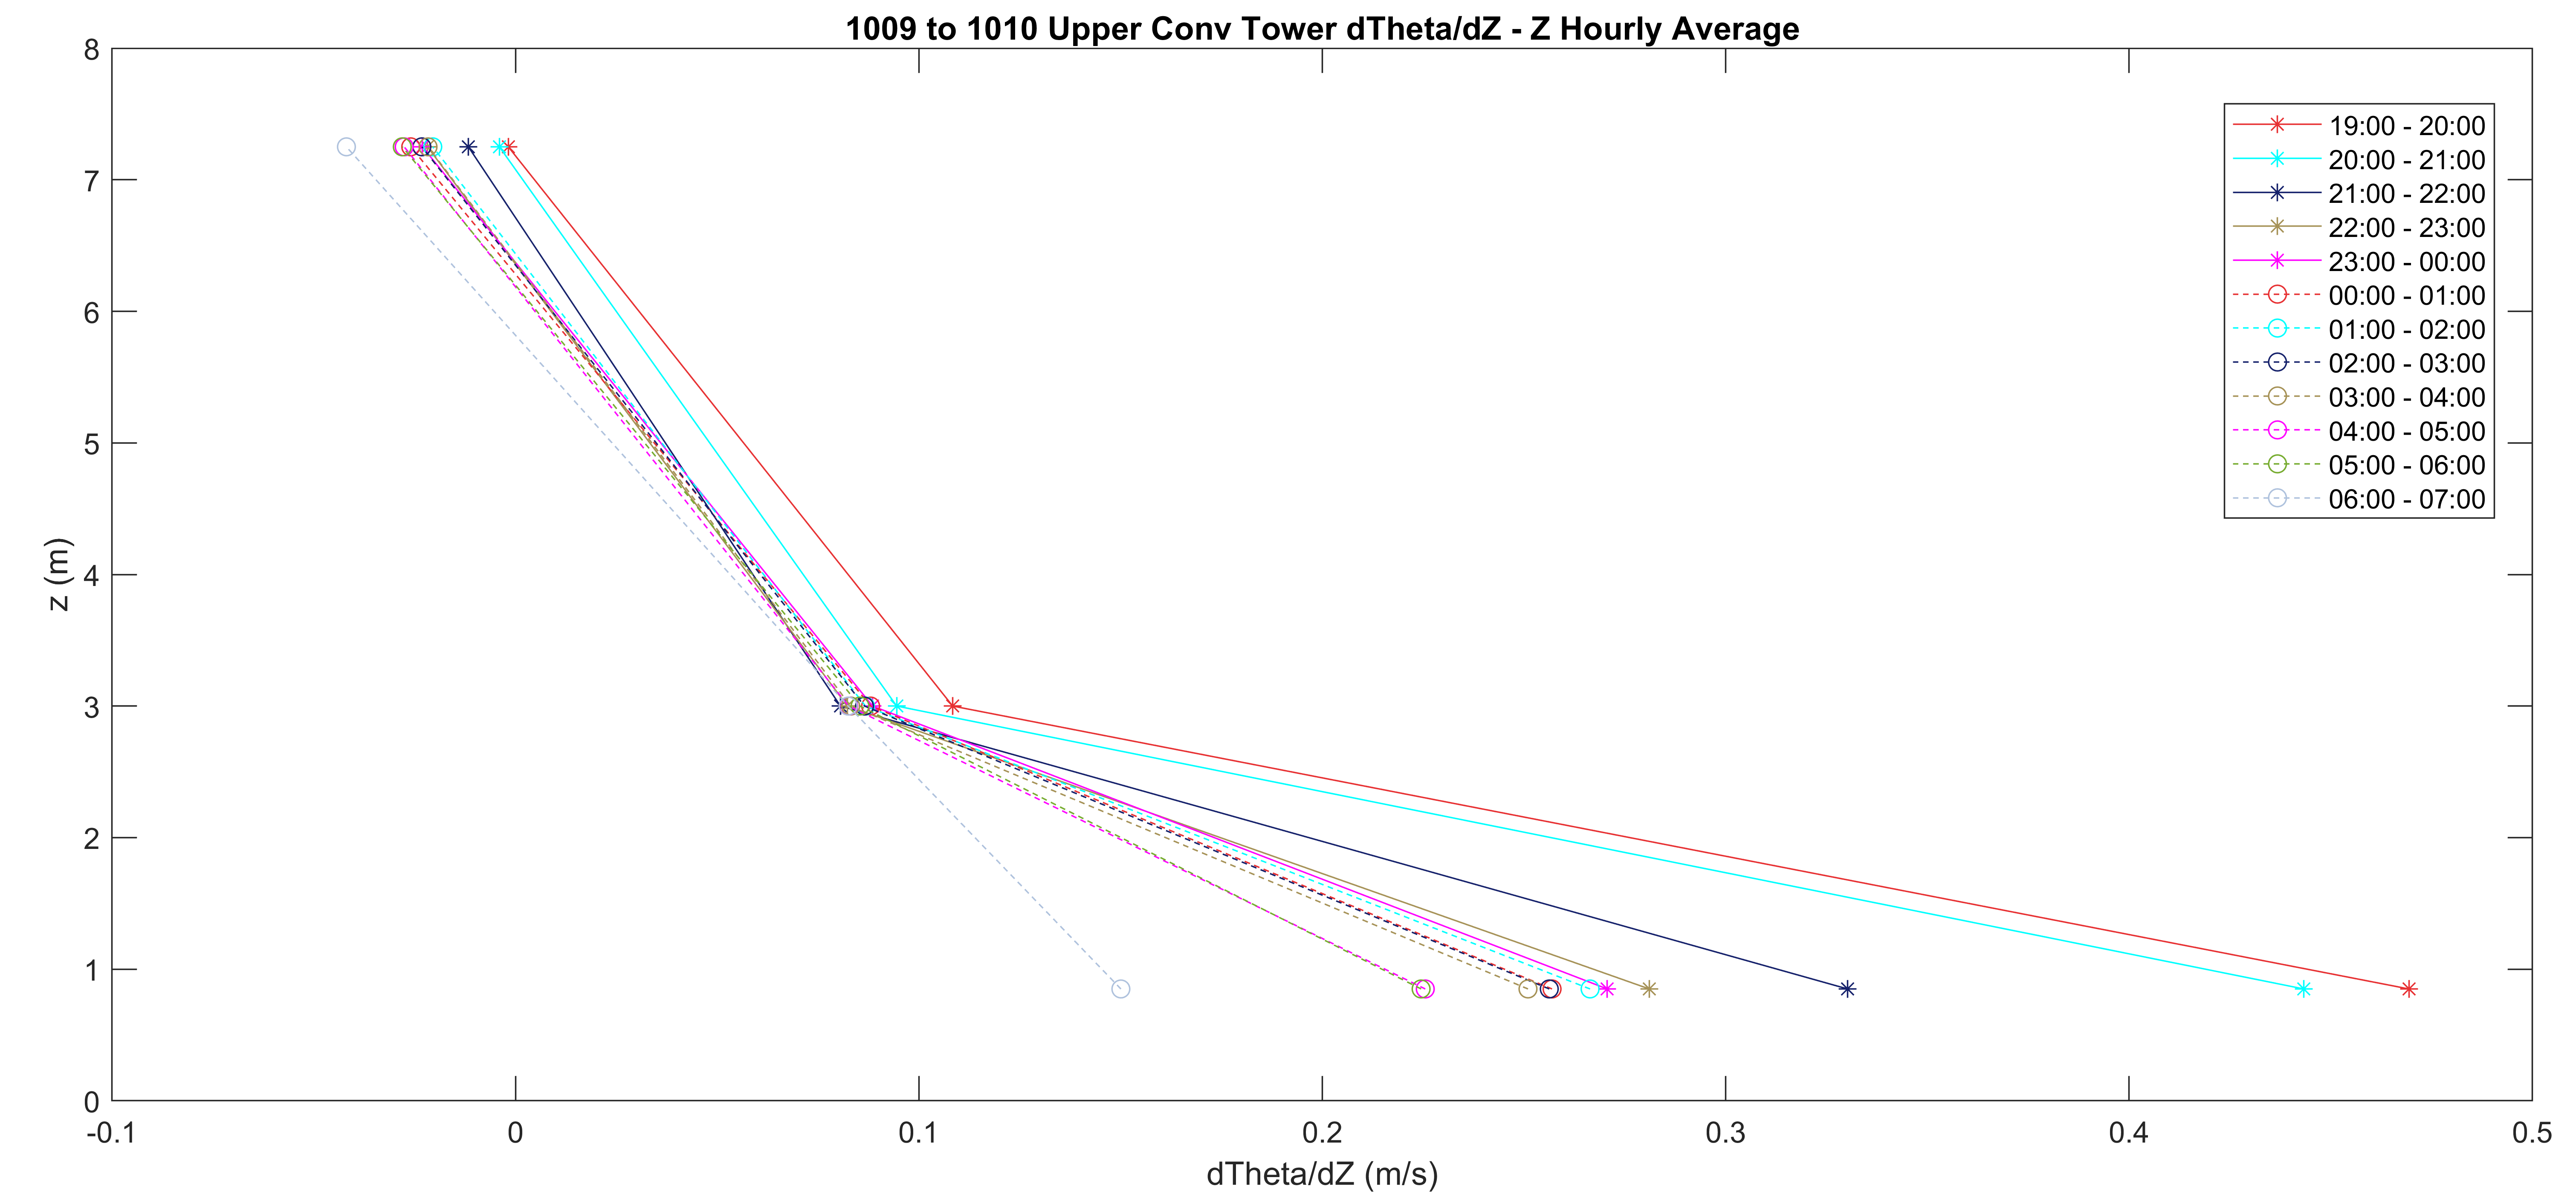 1009 to 1010 Upper Conv Tower dTheta/dZ - Z Hourly Average
8
7
6
5
4
3
2
1
0
z (m)
-0.1
0
0.1
0.2
0.3
0.4
0.5
dTheta/dZ (m/s)
19:00 - 20:00
20:00 - 21:00
21:00 - 22:00
22:00 - 23:00
23:00 - 00:00
00:00 - 01:00
01:00 - 02:00
02:00 - 03:00
03:00 - 04:00
04:00 - 05:00
05:00 - 06:00
06:00 - 07:00